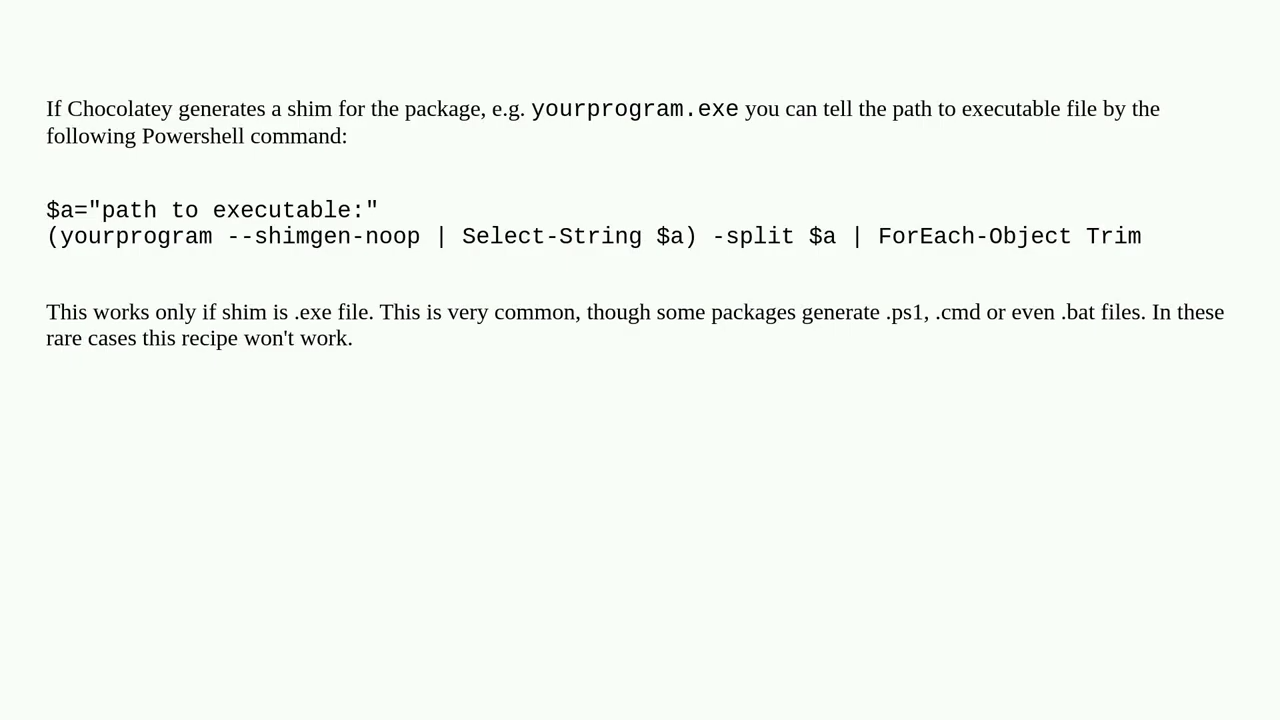 If Chocolatey generates a shim for the package, e.g. yourprogram.exe you can tell the path to executable file by the
following Powershell command:
$a="path to executable:"
(yourprogram --shimgen-noop | Select-String $a) -split $a | ForEach-Object Trim
This works only if shim is .exe file. This is very common, though some packages generate .ps1, .cmd or even .bat files. In these
rare cases this recipe won't work.